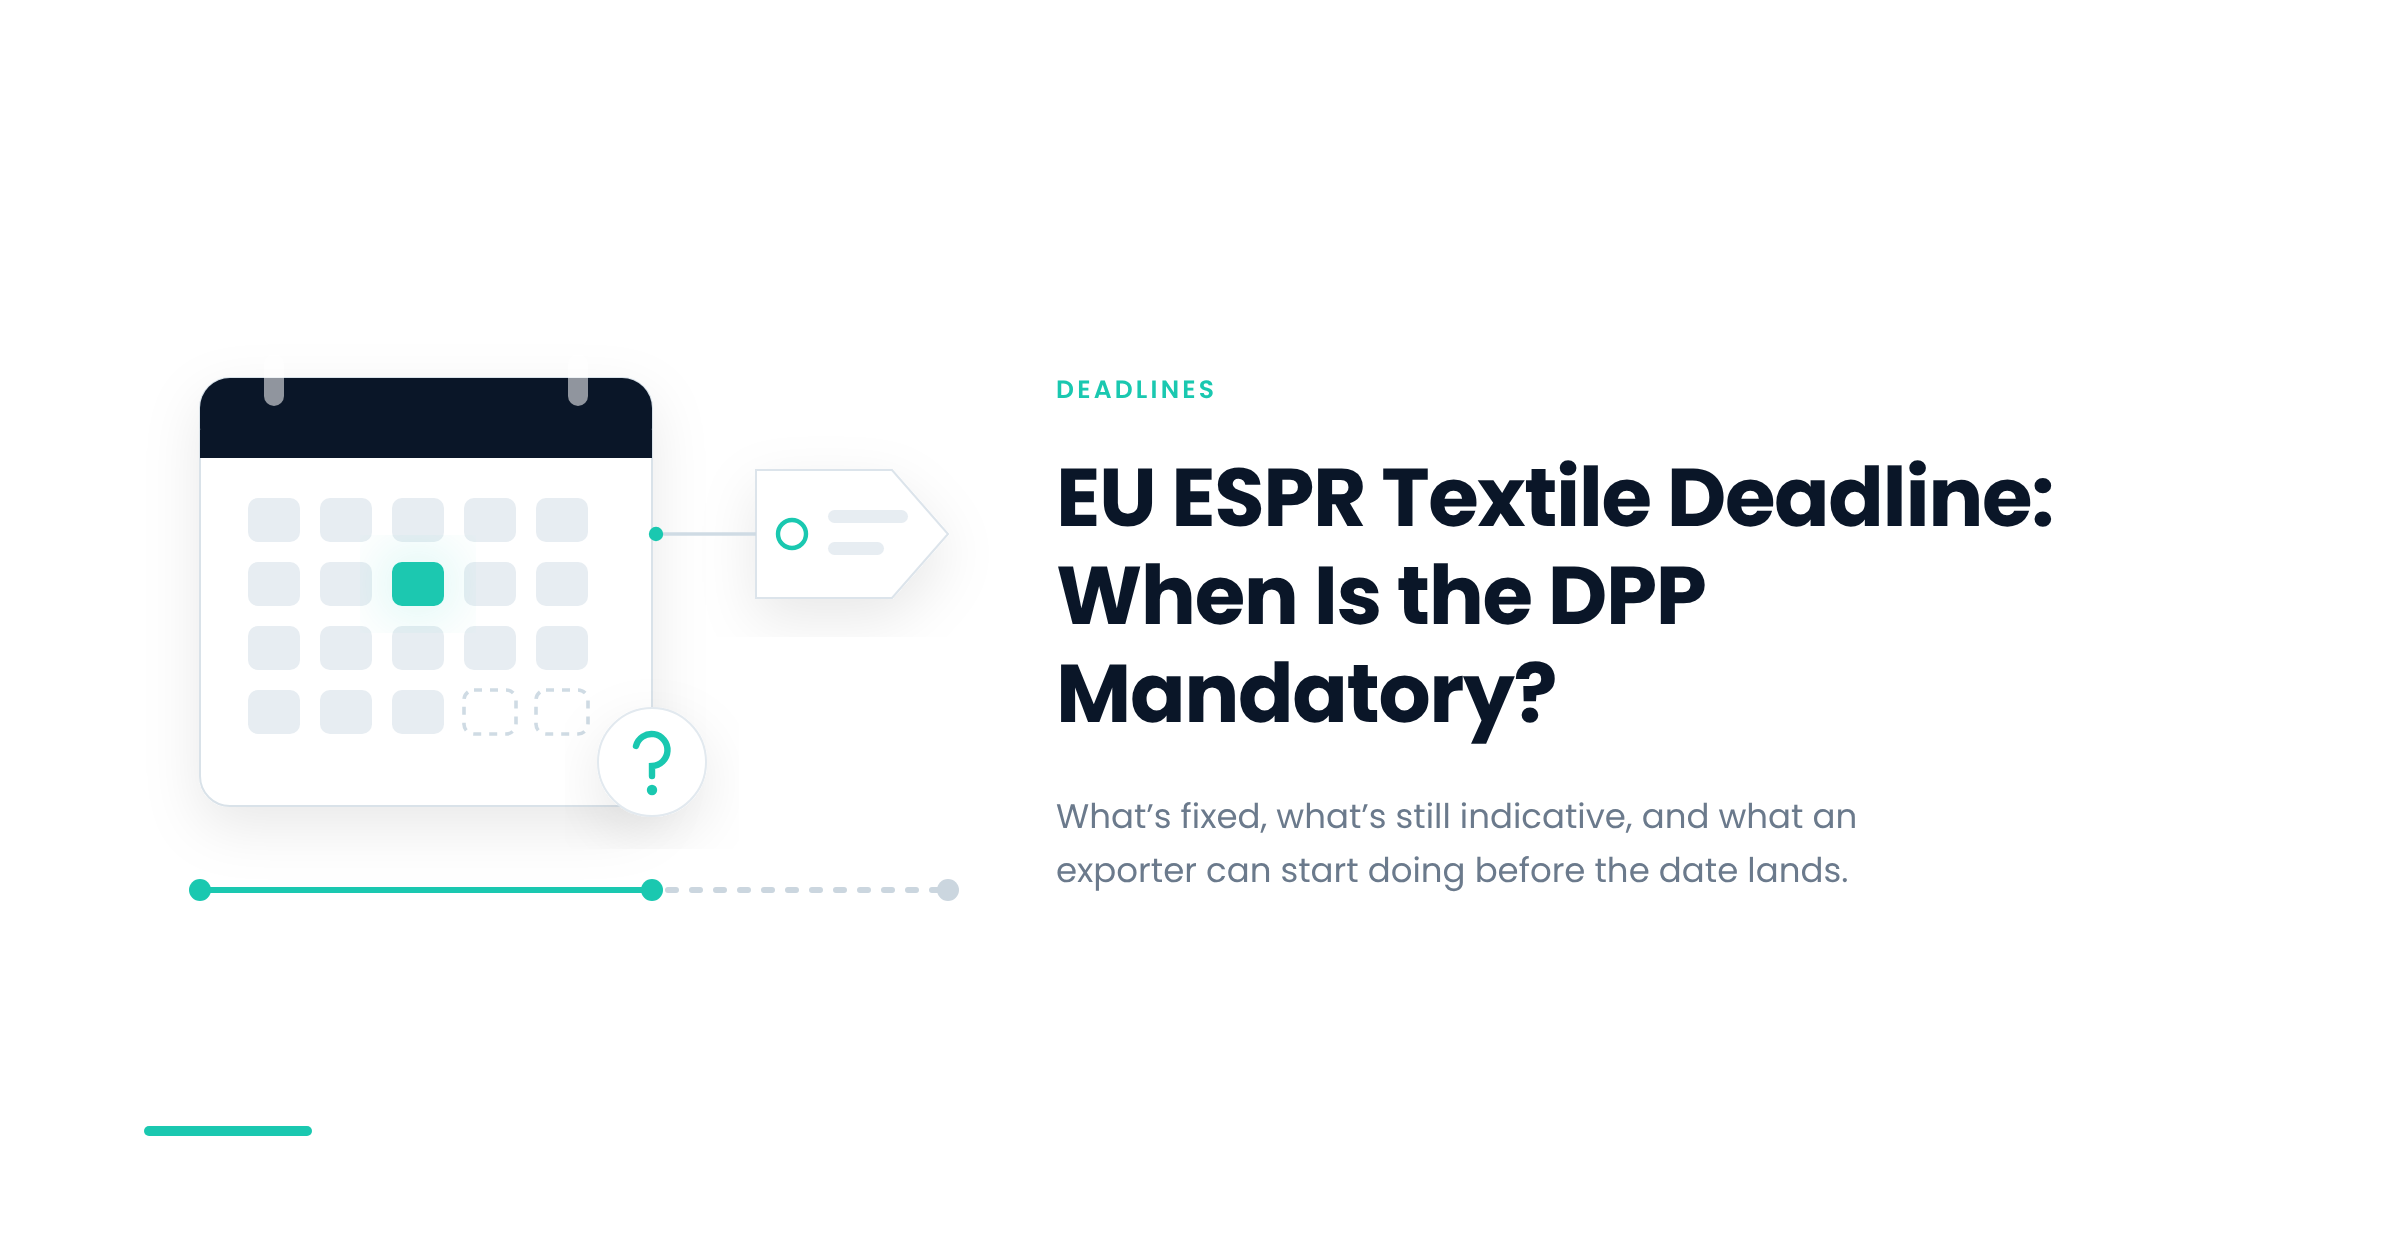 DEADLINES
EU ESPR Textile Deadline:
When Is the DPP
Mandatory?
What’s fixed, what’s still indicative, and what an
exporter can start doing before the date lands.
?